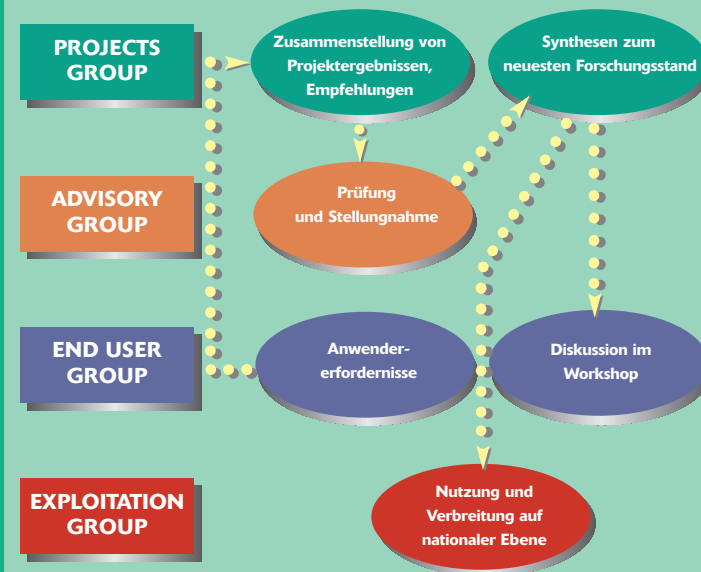 PROJECTS
GROUP
Zusammenstellung von
Projektergebnissen,
Empfehlungen
Synthesen zum
neuesten Forschungsstand
ADVISORY
GROUP
Prüfung
und Stellungnahme
END USER
GROUP
Anwender-
erfordernisse
Diskussion im
Workshop
EXPLOITATION
GROUP
Nutzung und
Verbreitung auf
nationaler Ebene